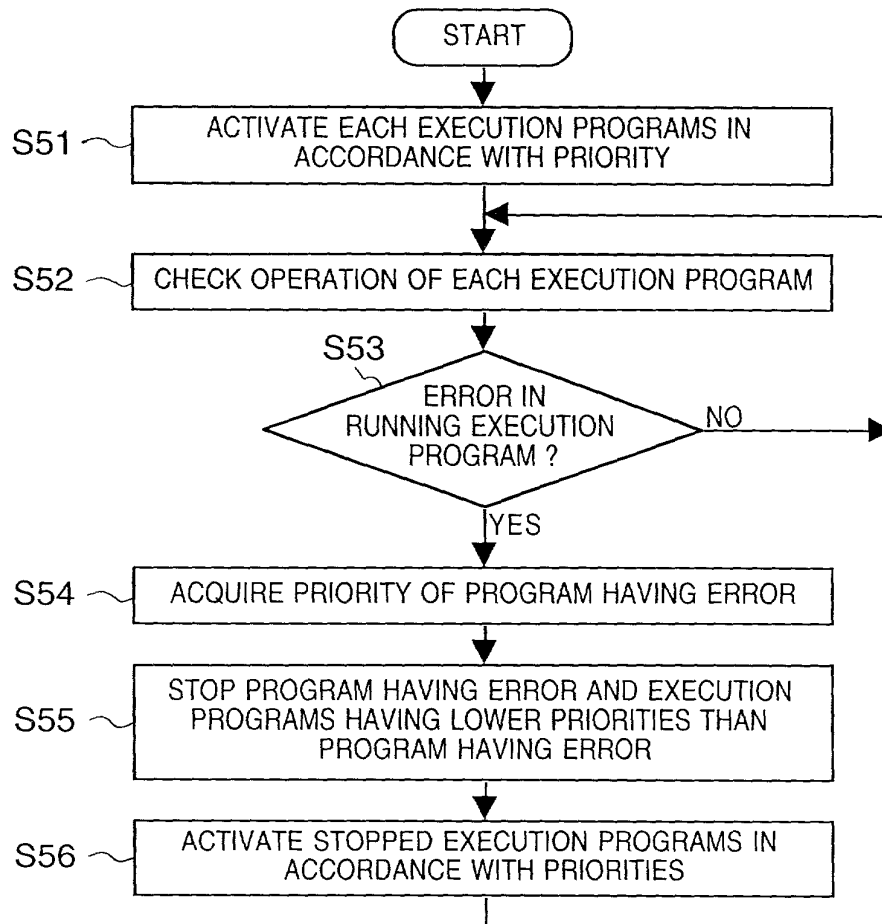 START
S51
ACTIVATE EACH EXECUTION PROGRAMS IN
ACCORDANCE WITH PRIORITY
S52
CHECK OPERATION OF EACH EXECUTION PROGRAM
S53
ERROR IN
RUNNING EXECUTION
PROGRAM ?
NO
YES
S54
ACQUIRE PRIORITY OF PROGRAM HAVING ERROR
S55
STOP PROGRAM HAVING ERROR AND EXECUTION
PROGRAMS HAVING LOWER PRIORITIES THAN
PROGRAM HAVING ERROR
S56
ACTIVATE STOPPED EXECUTION PROGRAMS IN
ACCORDANCE WITH PRIORITIES